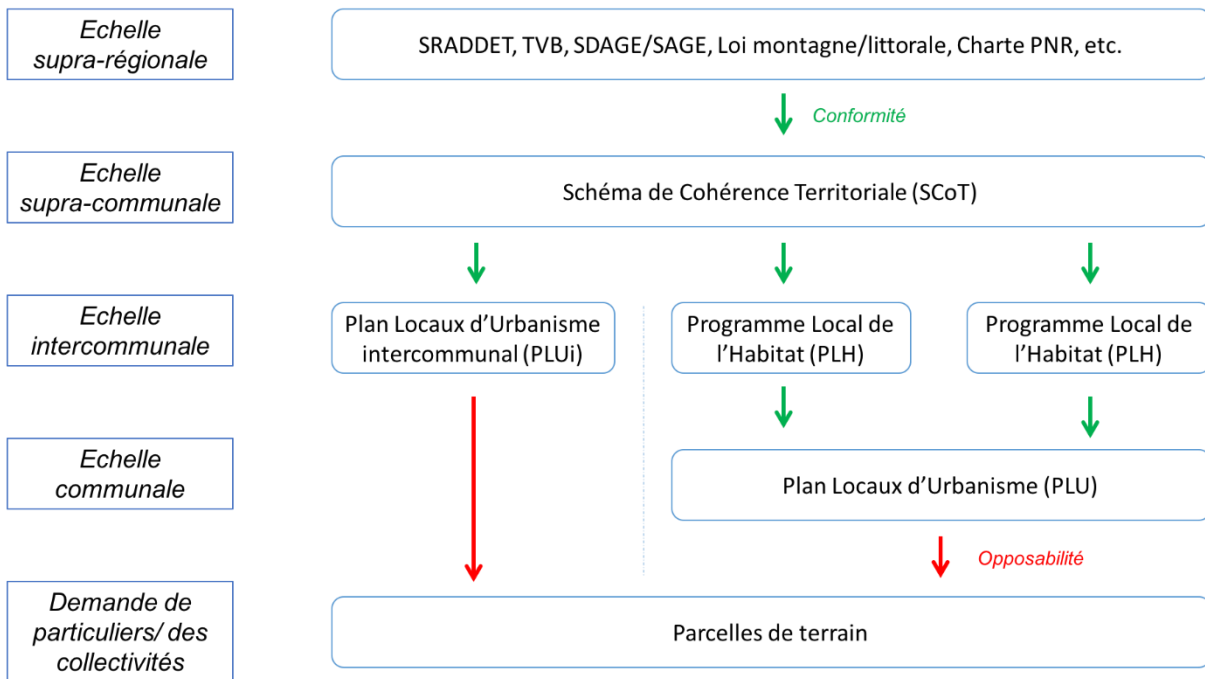 Echelle
supra-régionale
SRADDET, TVB, SDAGE/SAGE, Loi montagne/littorale, Charte PNR, etc.
Conformité
Echelle
supra-communale
Schéma de Cohérence Territoriale (SCoT)
Echelle
intercommunale
Plan Locaux d'Urbanisme
intercommunal (PLUi)
Programme Local de
l'Habitat (PLH)
Programme Local de
l'Habitat (PLH)
Echelle
communale
Plan Locaux d'Urbanisme (PLU)
Opposabilité
Demande de
particuliers/ des
collectivités
Parcelles de terrain